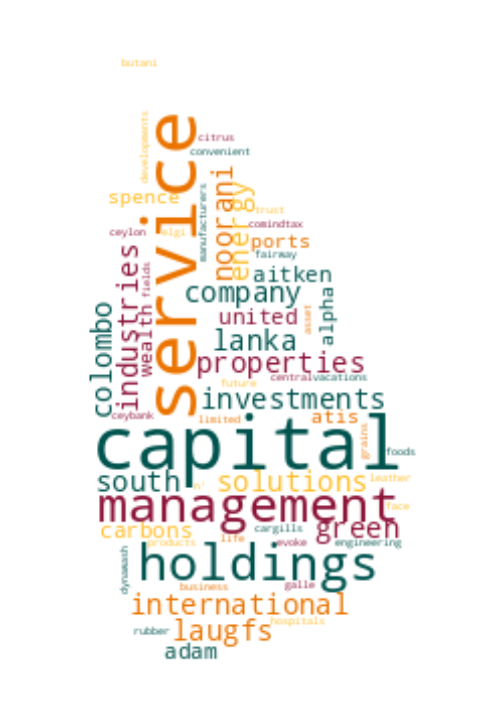 butani
developments
service
citrus
convenient
manufacturers
noorani
energy
spence
trust
ceylon
elgi
comindtax
ports
fairway
industries
wealth
fields
aitken
company
colombo
alpha
asset
united
lanka
properties
centralvacations
future
investments
ceybank
limited
atis
capital
grains
foods
south
solutions
leather
o'
management
face
carbons
cargills
green
products
life
evoke
engineering
holdings
dynawash
business
galle
international
hospitals
rubber
laugfs
adam